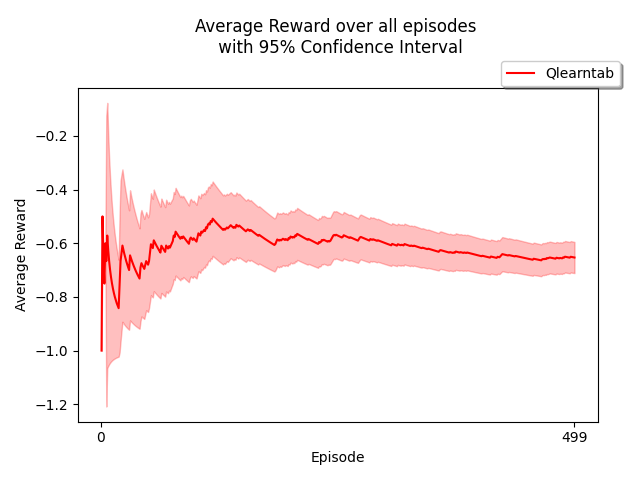 Average Reward over all episodes
with 95% Confidence Interval
Qlearntab
−0.2
−0.4
−0.6
−0.8
−1.0
−1.2
Average Reward
0
499
Episode